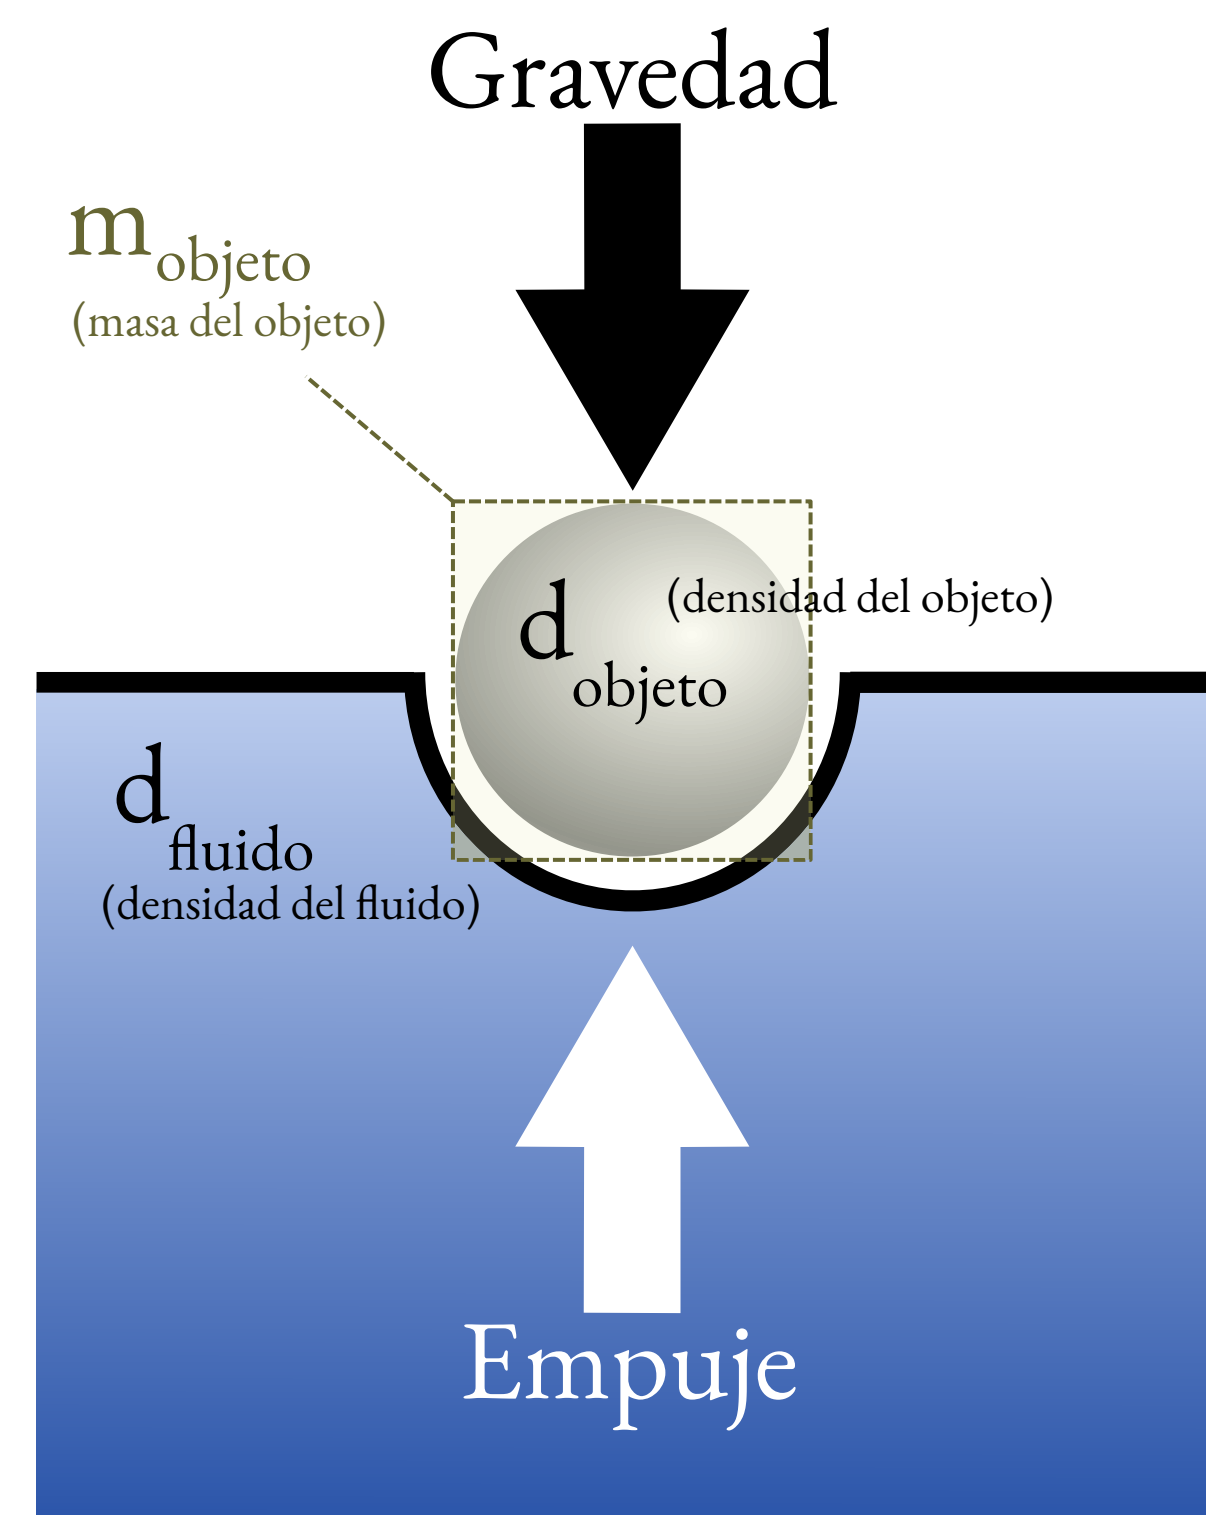 Gravedad
m objeto
(masa del objeto)
(densidad del objeto)
d objeto
d fluido
(densidad del fluido)
Empuje